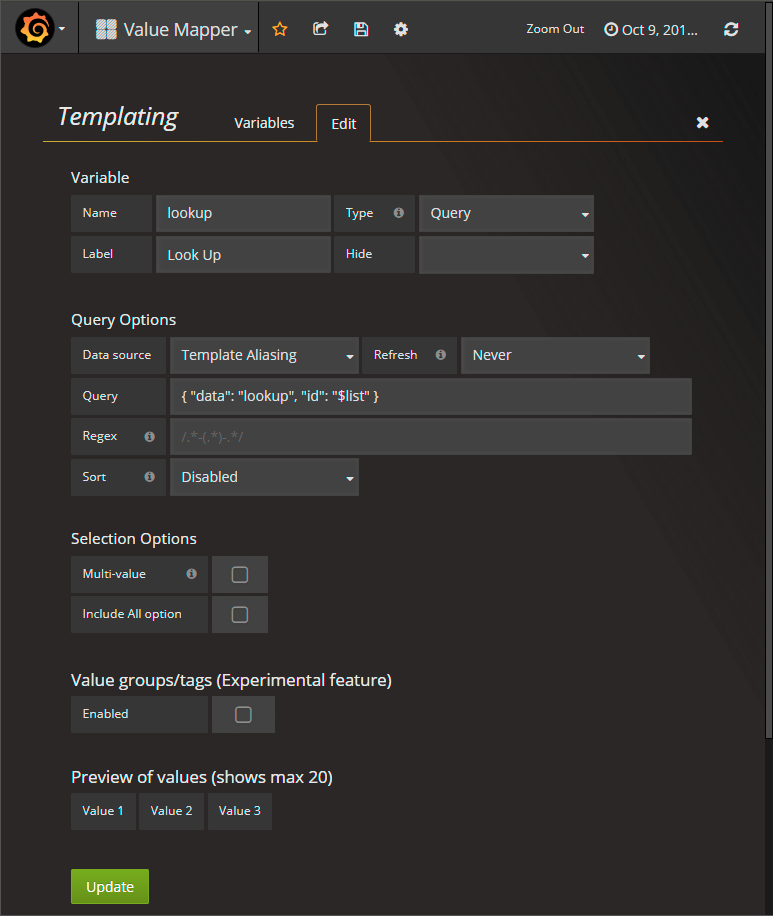 Value Mapper Zoom Out Oct 9, 201...
Templating Variables Edit
Variable
Name lookup Type Query
Label Look Up Hide
Query Options
Data source Template Aliasing Refresh Never
Query { "data": "lookup", "id": "$list" }
Regex /.*-(.*)-.*/
Sort Disabled
Selection Options
Multi-value
Include All option
Value groups/tags (Experimental feature)
Enabled
Preview of values (shows max 20)
Value 1 Value 2 Value 3
Update